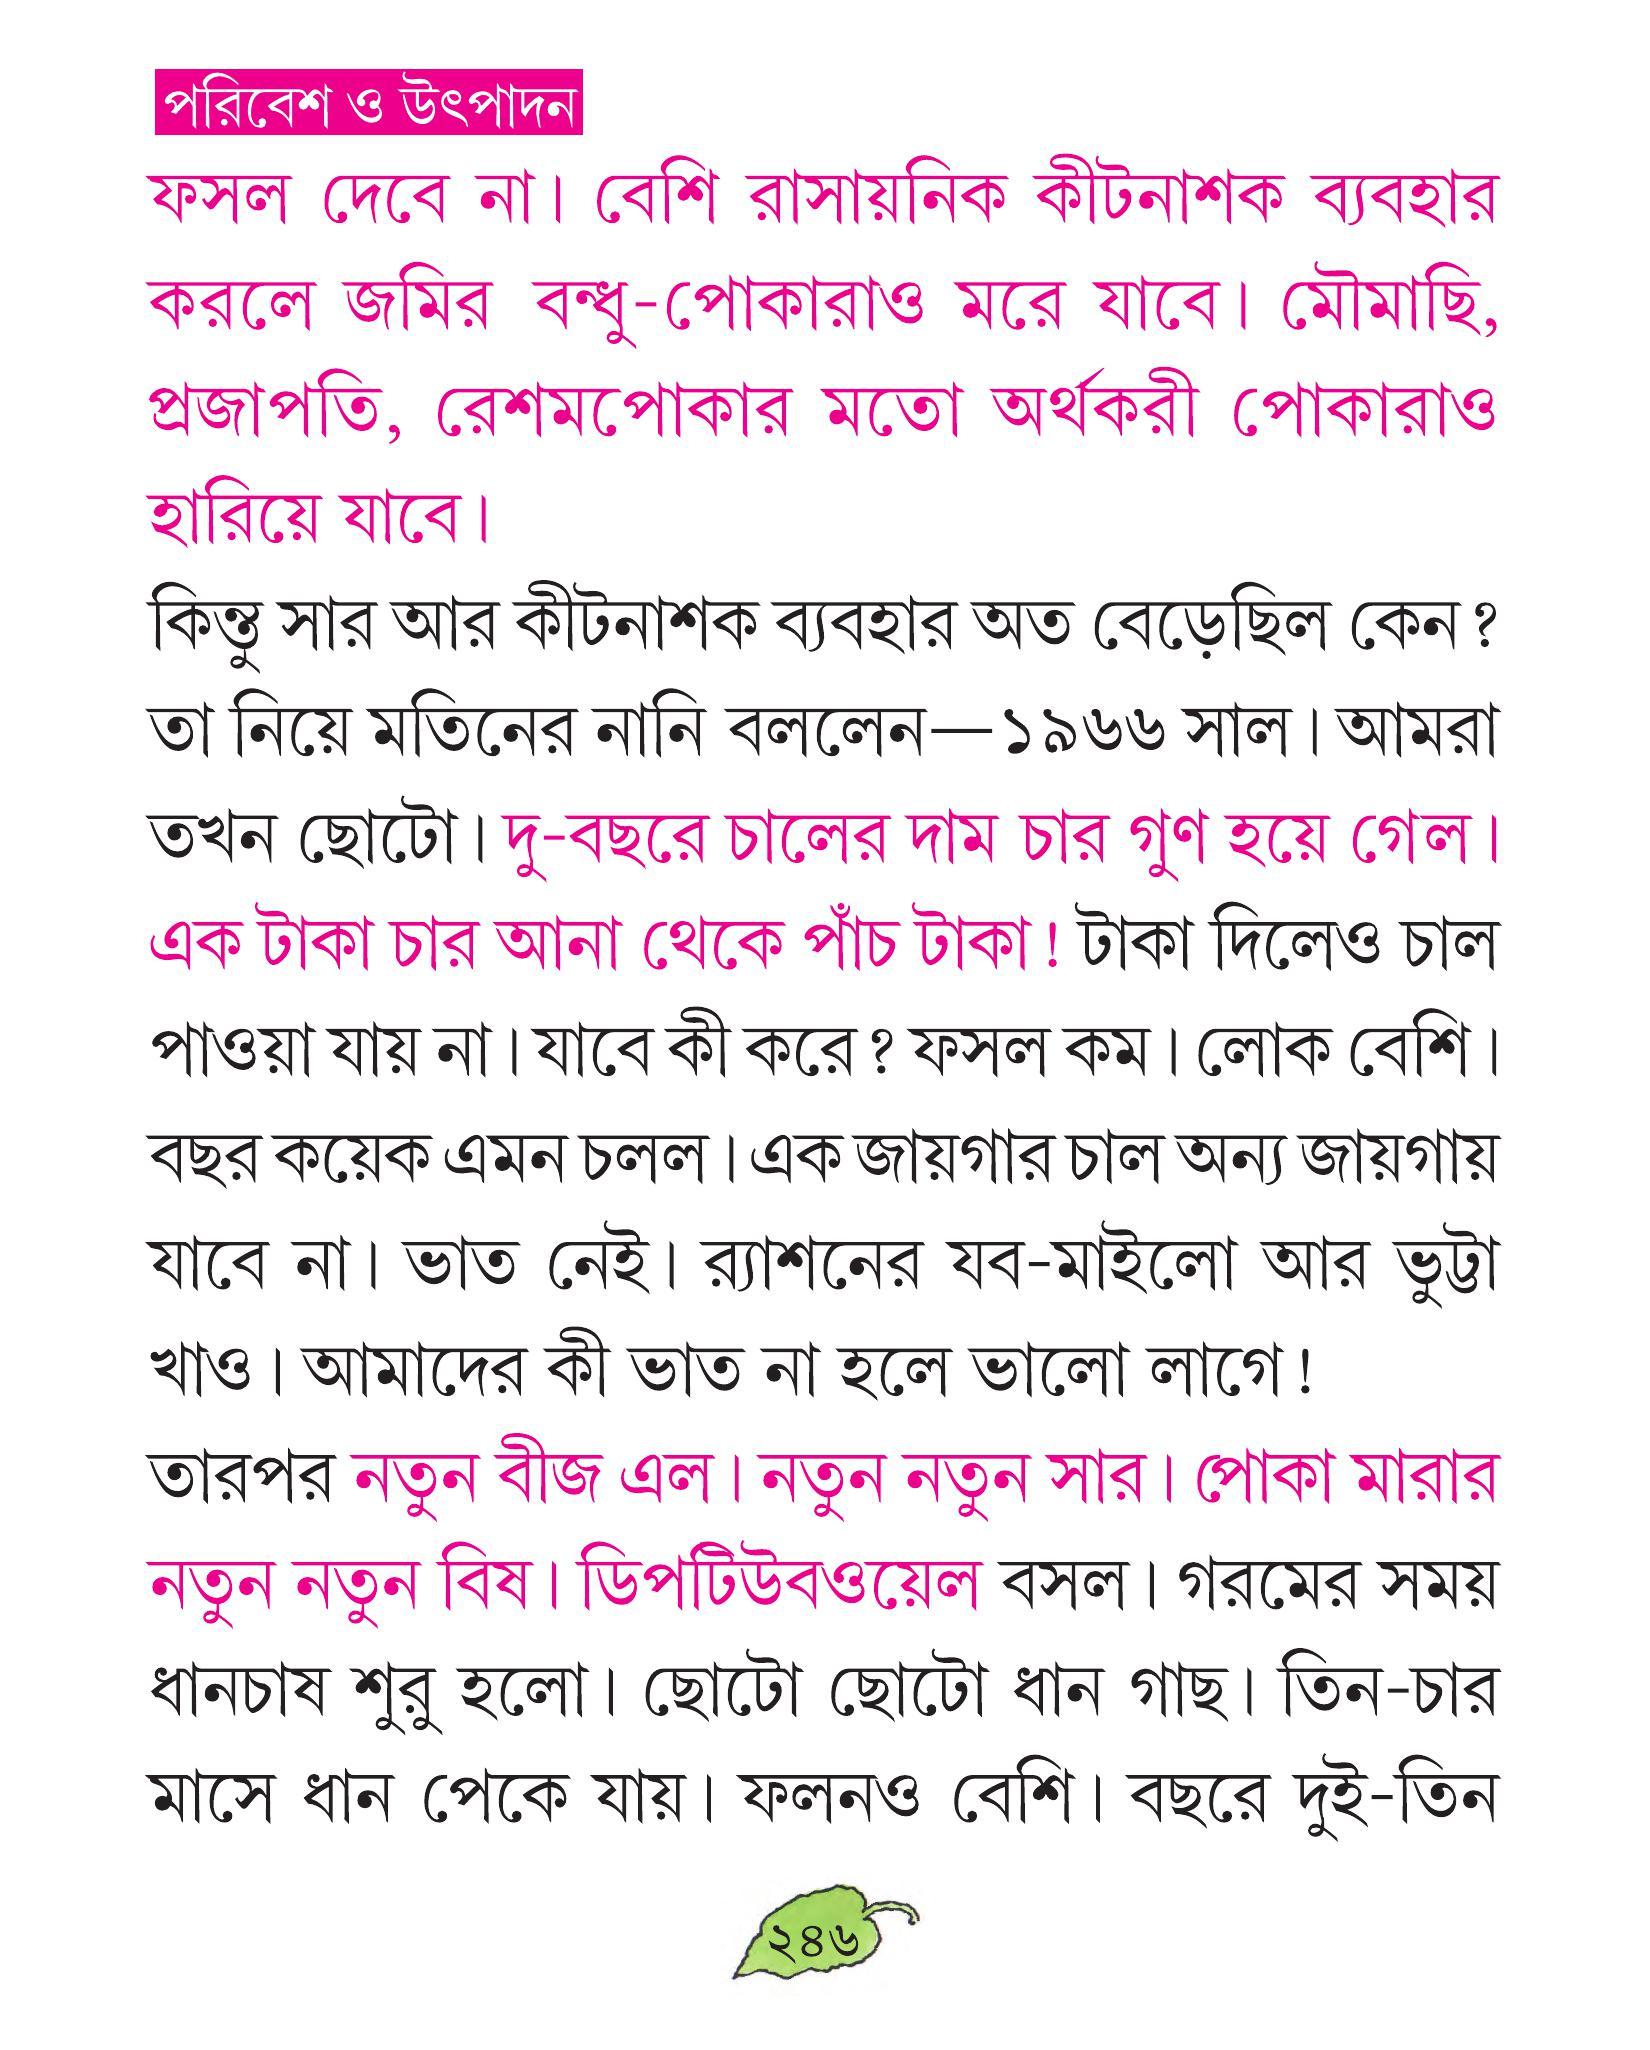 পরিবেশ ও উৎপাদন
ফসল দেবে না। বেশি রাসায়নিক কীটনাশক ব্যবহার
করলে জমির বন্ধু-পোকারাও মরে যাবে। মৌমাছি,
প্রজাপতি, রেশমপোকার মতো অর্থকরী পোকারাও
হারিয়ে যাবে।
কিন্তু সার আর কীটনাশক ব্যবহার অত বেড়েছিল কেন?
তা নিয়ে মতিনের নানি বললেন—১৯৬৬ সাল। আমরা
তখন ছোটো। দু-বছরে চালের দাম চার গুণ হয়ে গেল।
এক টাকা চার আনা থেকে পাঁচ টাকা! টাকা দিলেও চাল
পাওয়া যায় না। যাবে কী করে? ফসল কম। লোক বেশি।
বছর কয়েক এমন চলল। এক জায়গার চাল অন্য জায়গায়
যাবে না। ভাত নেই। র‍্যাশনের যব-মাইলো আর ভুট্টা
খাও। আমাদের কী ভাত না হলে ভালো লাগে!
তারপর নতুন বীজ এল। নতুন নতুন সার। পোকা মারার
নতুন নতুন বিষ। ডিপটিউবওয়েল বসল। গরমের সময়
ধানচাষ শুরু হলো। ছোটো ছোটো ধান গাছ। তিন-চার
মাসে ধান পেকে যায়। ফলনও বেশি। বছরে দুই-তিন
২৪৬